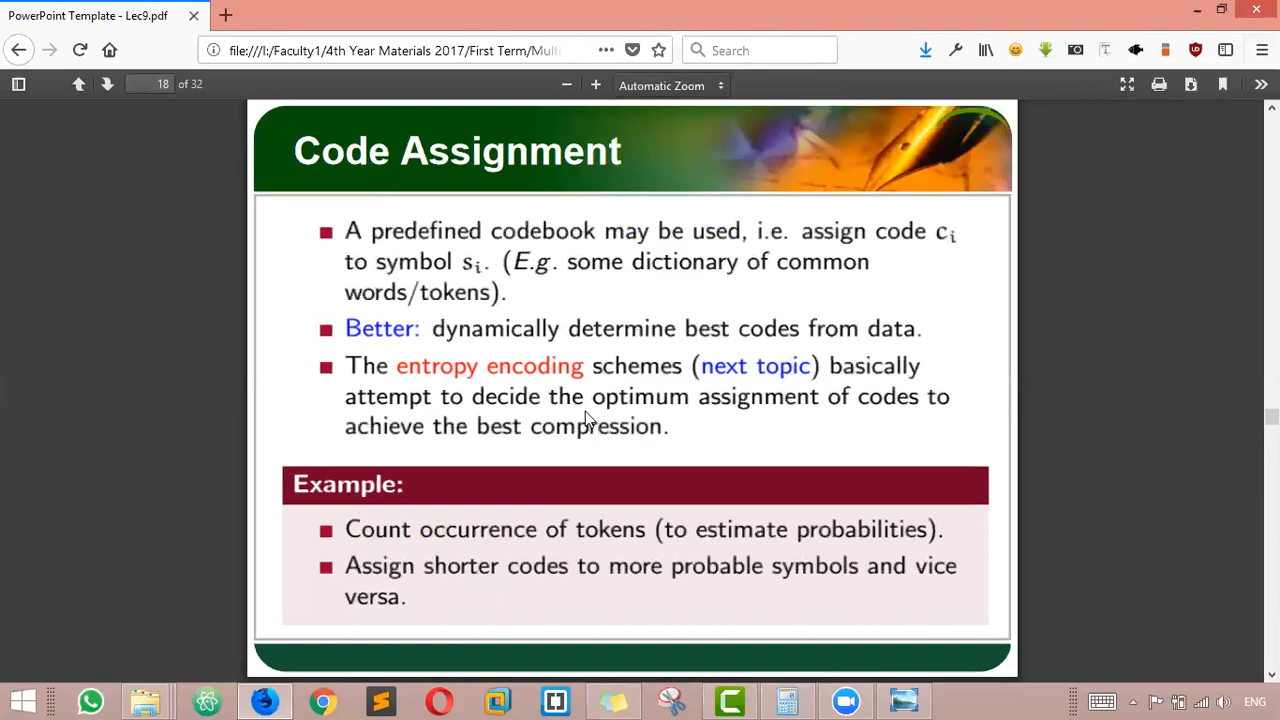 PowerPoint Template - Lec9.pdf
file:///I:/Faculty1/4th Year Materials 2017/First Term/Mult
Search
18 of 32
Automatic Zoom
Code Assignment
A predefined codebook may be used, i.e. assign code cᵢ
to symbol sᵢ. (E.g. some dictionary of common
words/tokens).
Better: dynamically determine best codes from data.
The entropy encoding schemes (next topic) basically
attempt to decide the optimum assignment of codes to
achieve the best compression.
Example:
Count occurrence of tokens (to estimate probabilities).
Assign shorter codes to more probable symbols and vice
versa.
ENG